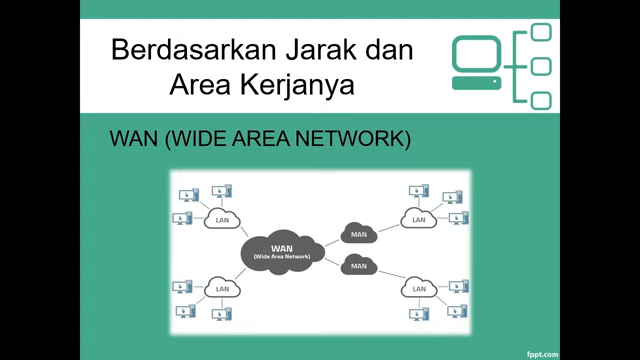 Berdasarkan Jarak dan
Area Kerjanya
WAN (WIDE AREA NETWORK)
LAN
LAN
WAN
(Wide Area Network)
MAN
MAN
LAN
LAN
fppt.com